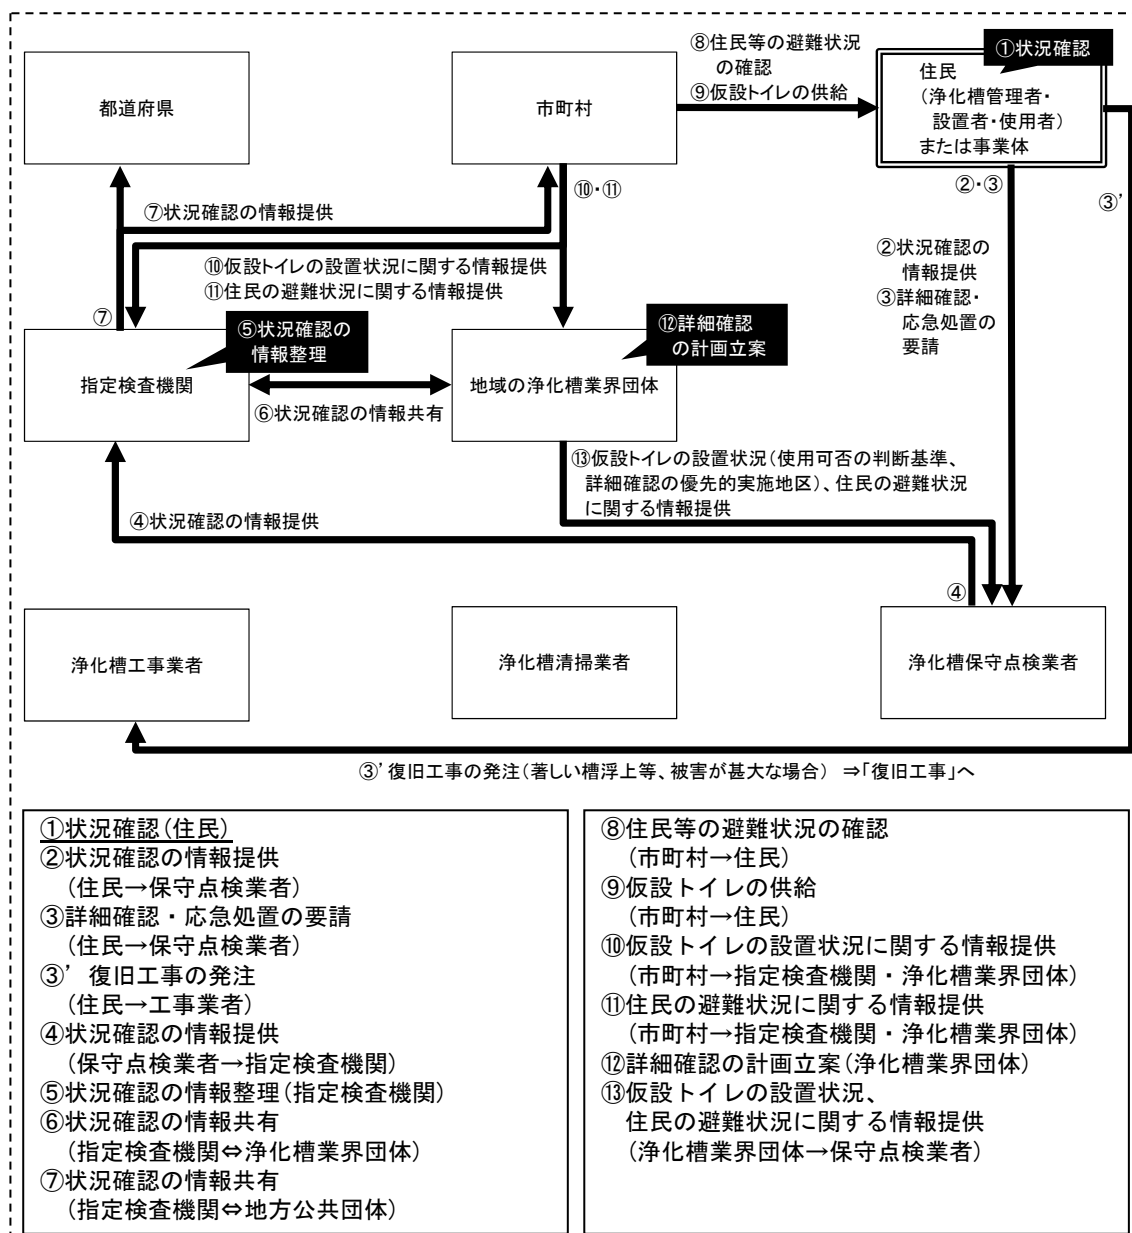 ⑧住民等の避難状況
の確認
⑨仮設トイレの供給
①状況確認
都道府県
市町村
住民
(浄化槽管理者・
設置者・使用者)
または事業体
⑩・⑪
②・③
③’
⑦状況確認の情報提供
②状況確認の
情報提供
③詳細確認・
応急処置の
要請
⑩仮設トイレの設置状況に関する情報提供
⑪住民の避難状況に関する情報提供
⑦
⑤状況確認の
情報整理
⑫詳細確認
の計画立案
指定検査機関
地域の浄化槽業界団体
⑥状況確認の情報共有
⑬仮設トイレの設置状況(使用可否の判断基準、
詳細確認の優先的実施地区)、住民の避難状況
に関する情報提供
④状況確認の情報提供
④
浄化槽工事業者
浄化槽清掃業者
浄化槽保守点検業者
③’復旧工事の発注(著しい槽浮上等、被害が甚大な場合) ⇒「復旧工事」へ
①状況確認(住民)
②状況確認の情報提供
(住民→保守点検業者)
③詳細確認・応急処置の要請
(住民→保守点検業者)
③’ 復旧工事の発注
(住民→工事業者)
④状況確認の情報提供
(保守点検業者→指定検査機関)
⑤状況確認の情報整理(指定検査機関)
⑥状況確認の情報共有
(指定検査機関⇔浄化槽業界団体)
⑦状況確認の情報共有
(指定検査機関⇔地方公共団体)
⑧住民等の避難状況の確認
(市町村→住民)
⑨仮設トイレの供給
(市町村→住民)
⑩仮設トイレの設置状況に関する情報提供
(市町村→指定検査機関・浄化槽業界団体)
⑪住民の避難状況に関する情報提供
(市町村→指定検査機関・浄化槽業界団体)
⑫詳細確認の計画立案(浄化槽業界団体)
⑬仮設トイレの設置状況、
住民の避難状況に関する情報提供
(浄化槽業界団体→保守点検業者)